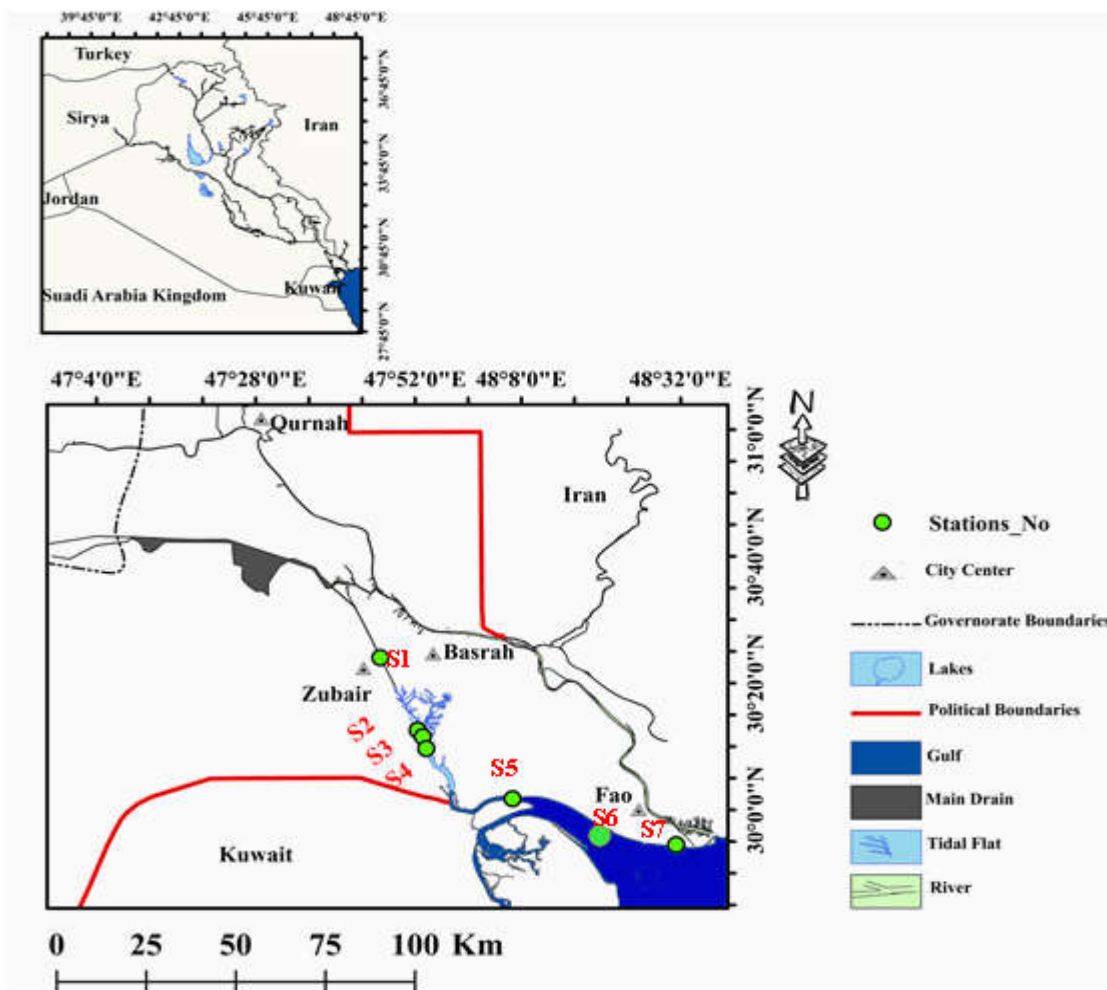 39°45'0"E 42°45'0"E 45°45'0"E 48°45'0"E
Turkey
Sirya
Iran
Jordan
Kuwait
Suadi Arabia Kingdom
36°45'0"N
33°45'0"N
30°45'0"N
27°45'0"N
47°4'0"E 47°28'0"E 47°52'0"E 48°8'0"E 48°32'0"E
Qurnah
Iran
Basrah
S1
Zubair
S2
S3
S4
S5
Fao
S6
S7
Kuwait
31°0'0"N
30°40'0"N
30°20'0"N
30°0'0"N
N
Stations_No
City Center
Governorate Boundaries
Lakes
Political Boundaries
Gulf
Main Drain
Tidal Flat
River
0 25 50 75 100 Km